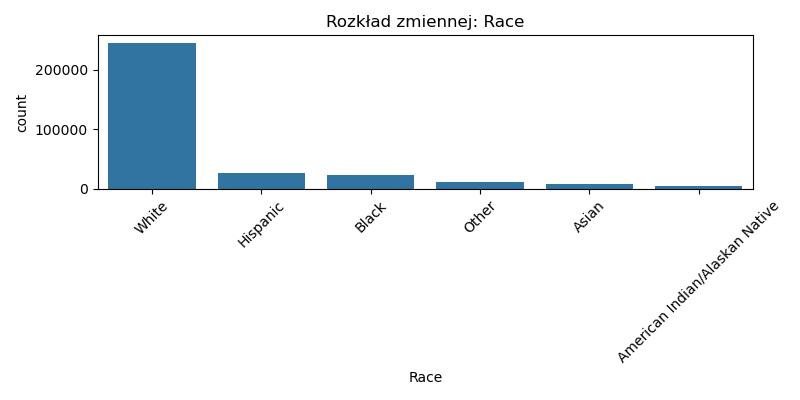 Rozkład zmiennej: Race
count
200000
100000
0
White
Hispanic
Black
Other
Asian
American Indian/Alaskan Native
Race